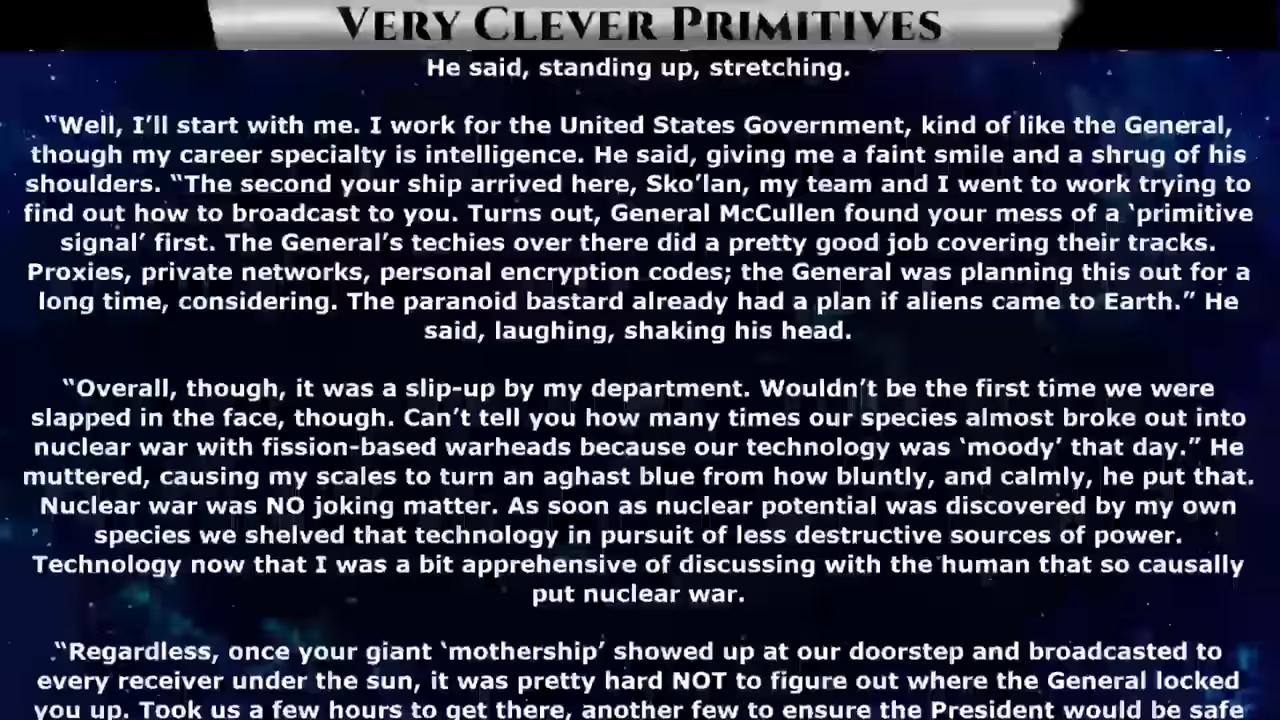 VERY CLEVER PRIMITIVES
He said, standing up, stretching.
“Well, I’ll start with me. I work for the United States Government, kind of like the General,
though my career specialty is intelligence. He said, giving me a faint smile and a shrug of his
shoulders. “The second your ship arrived here, Sko’lan, my team and I went to work trying to
find out how to broadcast to you. Turns out, General McCullen found your mess of a ‘primitive
signal’ first. The General’s techies over there did a pretty good job covering their tracks.
Proxies, private networks, personal encryption codes; the General was planning this out for a
long time, considering. The paranoid bastard already had a plan if aliens came to Earth.” He
said, laughing, shaking his head.
“Overall, though, it was a slip-up by my department. Wouldn’t be the first time we were
slapped in the face, though. Can’t tell you how many times our species almost broke out into
nuclear war with fission-based warheads because our technology was ‘moody’ that day.” He
muttered, causing my scales to turn an aghast blue from how bluntly, and calmly, he put that.
Nuclear war was NO joking matter. As soon as nuclear potential was discovered by my own
species we shelved that technology in pursuit of less destructive sources of power.
Technology now that I was a bit apprehensive of discussing with the human that so causally
put nuclear war.
“Regardless, once your giant ‘mothership’ showed up at our doorstep and broadcasted to
every receiver under the sun, it was pretty hard NOT to figure out where the General locked
you up. Took us a few hours to get there, another few to ensure the President would be safe